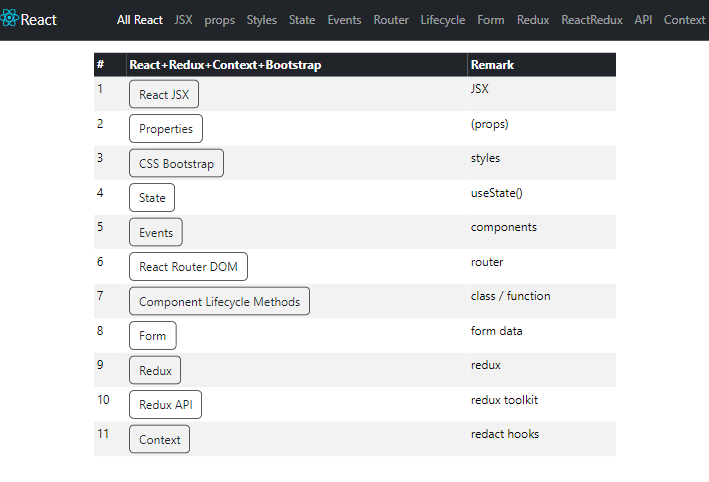 React All React JSX props Styles State Events Router Lifecycle Form Redux ReactRedux API Context
# React+Redux+Context+Bootstrap Remark
1 React JSX JSX
2 Properties (props)
3 CSS Bootstrap styles
4 State useState()
5 Events components
6 React Router DOM router
7 Component Lifecycle Methods class / function
8 Form form data
9 Redux redux
10 Redux API redux toolkit
11 Context redact hooks